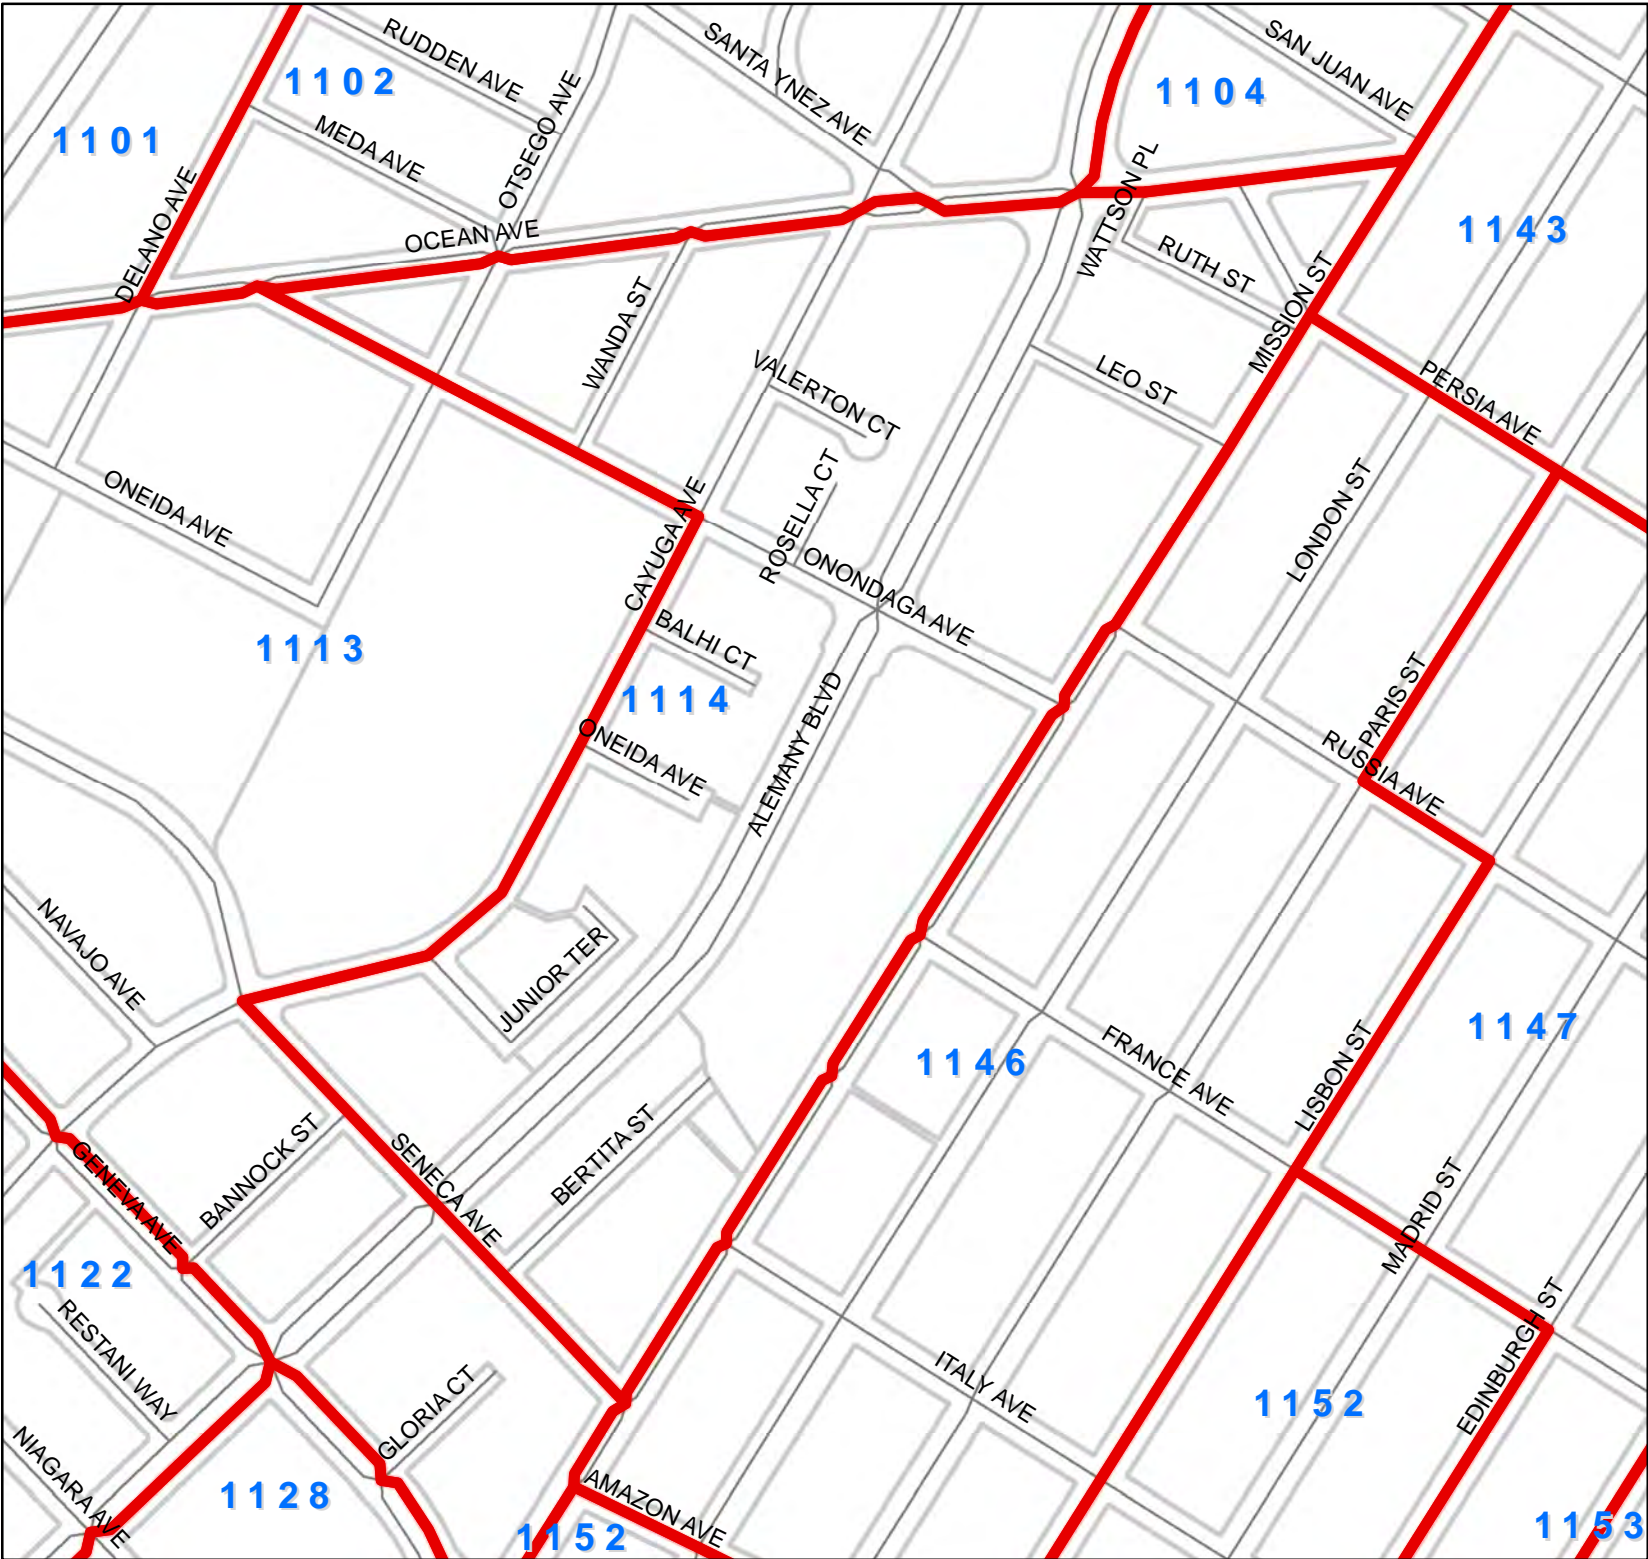 RUDDEN AVE
SANTA YNEZ AVE
SAN JUAN AVE
1102
1104
1101
MEDA AVE
OTSEGO AVE
DELANO AVE
WATTSON PL
OCEAN AVE
1143
RUTH ST
MISSION ST
WANDA ST
VALERTON CT
LEO ST
PERSIA AVE
ONEIDA AVE
ROSELLA CT
LONDON ST
CAYUGA AVE
ONONDAGA AVE
BALHI CT
1113
1114
PARIS ST
ONEIDA AVE
ALEMANY BLVD
RUSSIA AVE
NAVAJO AVE
JUNIOR TER
1147
1146
FRANCE AVE
LISBON ST
GENEVA AVE
BANNOCK ST
SENECA AVE
BERTITA ST
MADRID ST
1122
RESTANI WAY
EDINBURGH ST
GLORIA CT
ITALY AVE
1152
NIAGARA AVE
1128
AMAZON AVE
1152
1153